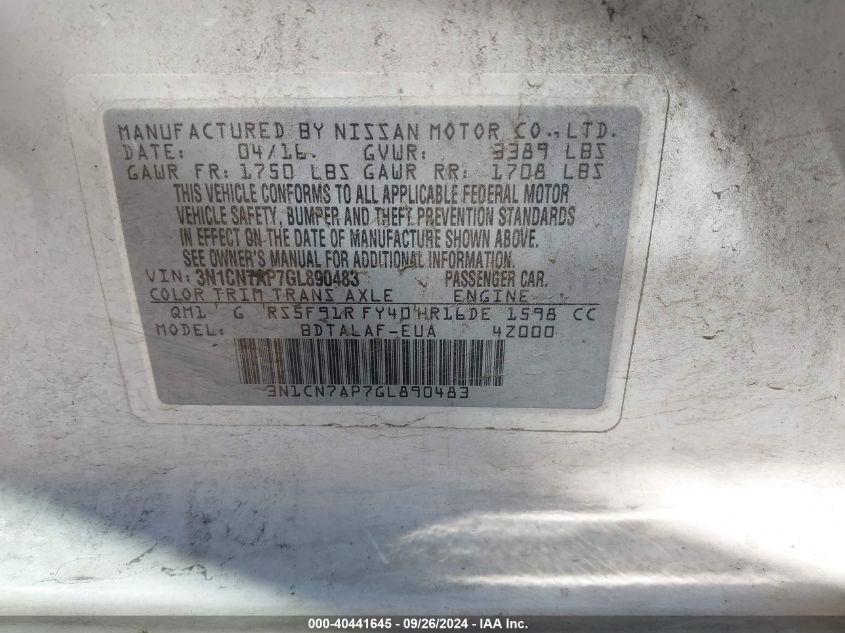 MANUFACTURED BY NISSAN MOTOR CO.,LTD.
DATE: 04/16. GVWR: 3389 LBS
GAWR FR: 1750 LBS GAWR RR: 1708 LBS
THIS VEHICLE CONFORMS TO ALL APPLICABLE FEDERAL MOTOR
VEHICLE SAFETY, BUMPER AND THEFT PREVENTION STANDARDS
IN EFFECT ON THE DATE OF MANUFACTURE SHOWN ABOVE.
SEE OWNER'S MANUAL FOR ADDITIONAL INFORMATION.
VIN: 3N1CN7AP7GL890483 PASSENGER CAR.
COLOR TRIM TRANS AXLE ENGINE
QM1 G RS5F91R FY40 HR16DE 1598 CC
MODEL: BDTALAF-EUA 4Z000
3N1CN7AP7GL890483
000-40441645 - 09/26/2024 - IAA Inc.